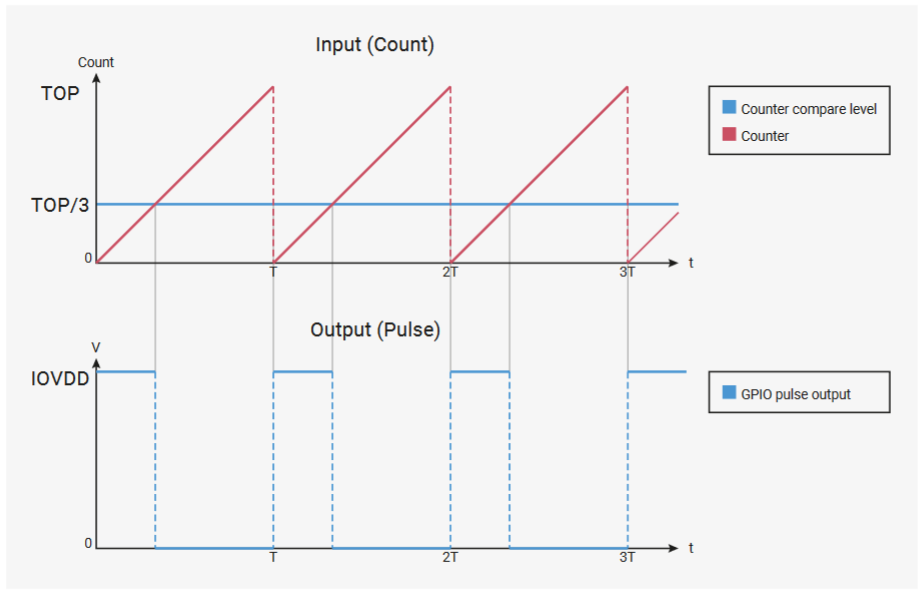 Input (Count)
Count
TOP
TOP/3
0
T
2T
3T
t
Counter compare level
Counter
Output (Pulse)
V
IOVDD
0
T
2T
3T
t
GPIO pulse output